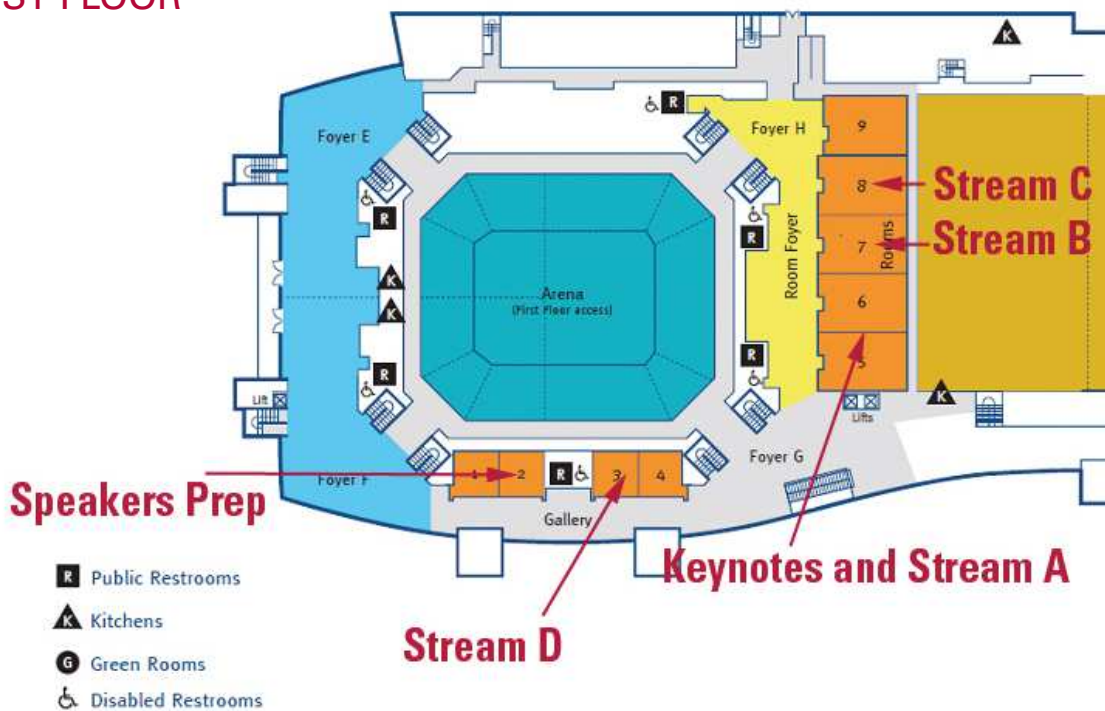 ST FLOOR
K
R
Foyer E
Foyer H
9
8
Stream C
R
R
7
Stream B
Rooms
Room Foyer
K
Arena
(First Floor access)
6
K
R
R
5
K
Lift
Lifts
Foyer G
Foyer F
1
2
R
3
4
Speakers Prep
Gallery
Keynotes and Stream A
Stream D
R Public Restrooms
K Kitchens
G Green Rooms
Disabled Restrooms